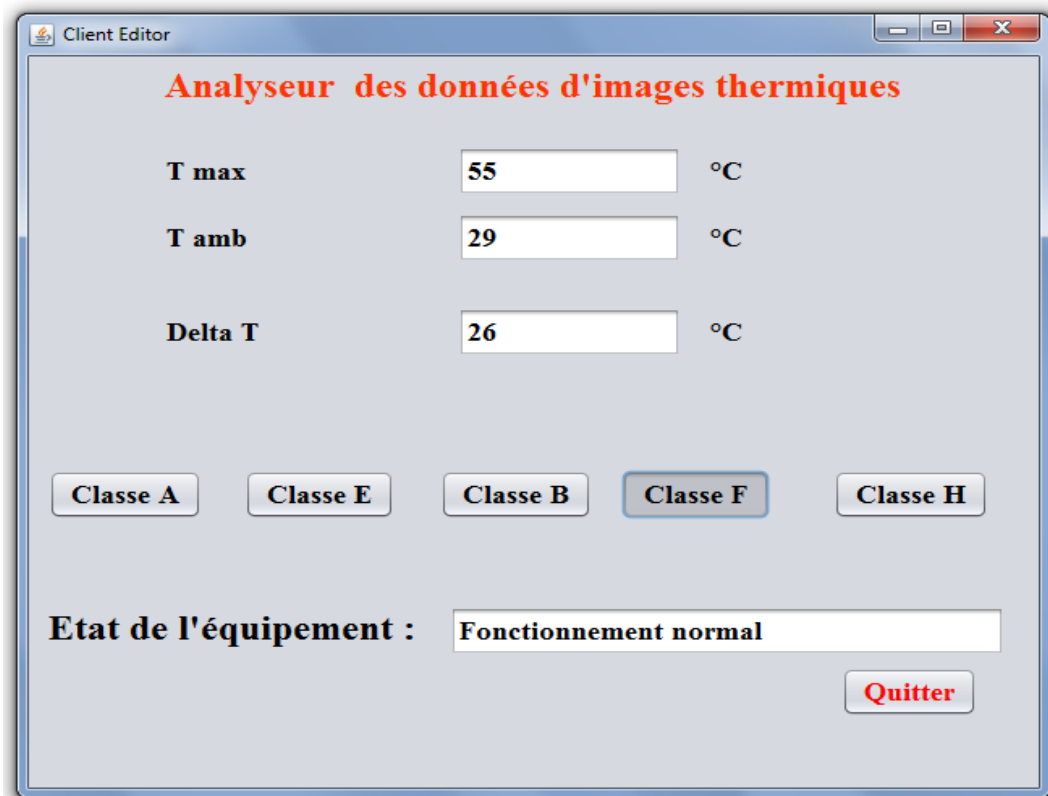 Client Editor
Analyseur des données d'images thermiques
T max 55 °C
T amb 29 °C
Delta T 26 °C
Classe A Classe E Classe B Classe F Classe H
Etat de l'équipement : Fonctionnement normal
Quitter